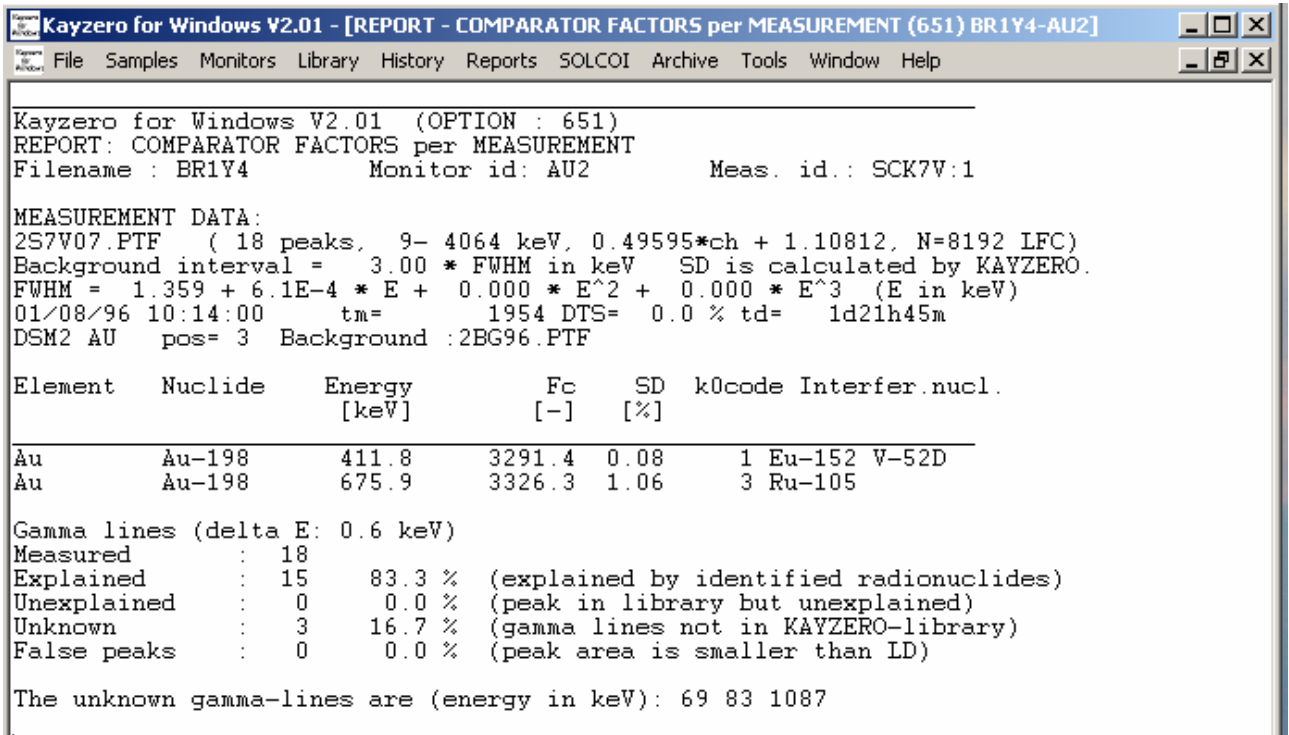 Kayzero for Windows V2.01 - [REPORT - COMPARATOR FACTORS per MEASUREMENT (651) BR1Y4-AU2]
File Samples Monitors Library History Reports SOLCOI Archive Tools Window Help
Kayzero for Windows V2.01 (OPTION : 651)
REPORT: COMPARATOR FACTORS per MEASUREMENT
Filename : BR1Y4 Monitor id: AU2 Meas. id.: SCK7V:1
MEASUREMENT DATA:
2S7V07.PTF ( 18 peaks, 9- 4064 keV, 0.49595*ch + 1.10812, N=8192 LFC)
Background interval = 3.00 * FWHM in keV SD is calculated by KAYZERO.
FWHM = 1.359 + 6.1E-4 * E + 0.000 * E^2 + 0.000 * E^3 (E in keV)
01/08/96 10:14:00 tm= 1954 DTS= 0.0 % td= 1d21h45m
DSM2 AU pos= 3 Background :2BG96.PTF
Element Nuclide Energy Fc SD k0code Interfer.nucl.
[keV] [-] [%]
Au Au-198 411.8 3291.4 0.08 1 Eu-152 V-52D
Au Au-198 675.9 3326.3 1.06 3 Ru-105
Gamma lines (delta E: 0.6 keV)
Measured : 18
Explained : 15 83.3 % (explained by identified radionuclides)
Unexplained : 0 0.0 % (peak in library but unexplained)
Unknown : 3 16.7 % (gamma lines not in KAYZERO-library)
False peaks : 0 0.0 % (peak area is smaller than LD)
The unknown gamma-lines are (energy in keV): 69 83 1087